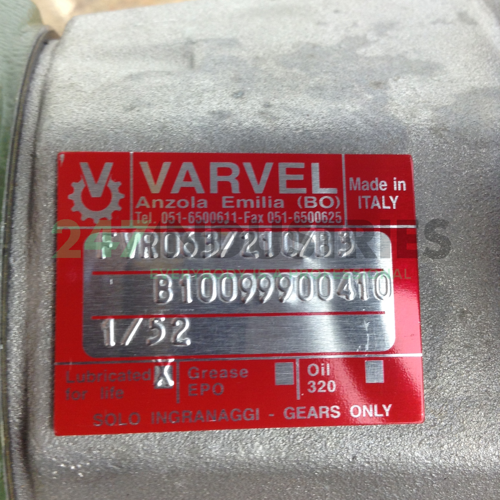 V
VARVEL
Anzola Emilia (BO)
Tel. 051-6500611-Fax 051-6500625
Made in
ITALY
FVR063/210/B3
B10099900410
1/52
Lubricated X Grease Oil
for life EPO 320
SOLO INGRANAGGI - GEARS ONLY